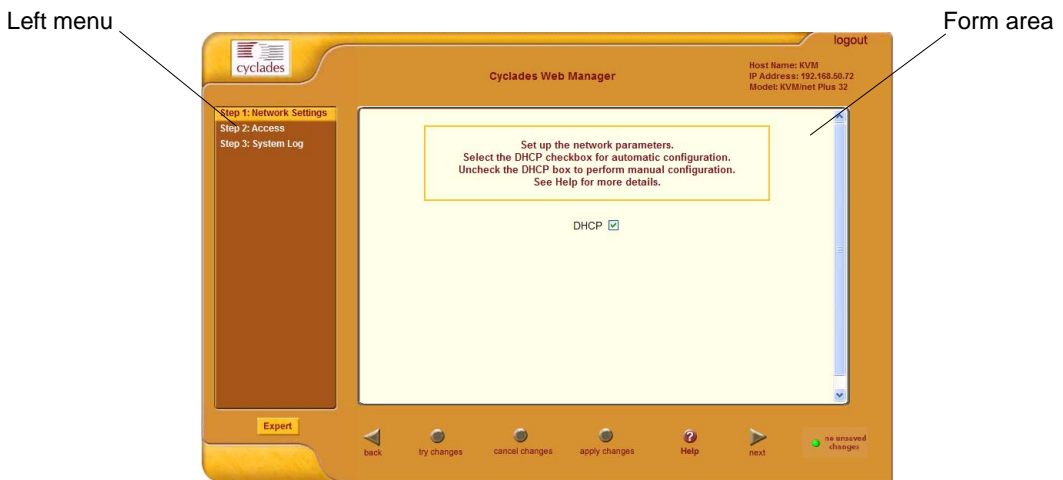 Left menu
Form area
logout
cyclades
Cyclades Web Manager
Host Name: KVM
IP Address: 192.168.50.72
Model: KVM/net Plus 32
Step 1: Network Settings
Step 2: Access
Step 3: System Log
Set up the network parameters.
Select the DHCP checkbox for automatic configuration.
Uncheck the DHCP box to perform manual configuration.
See Help for more details.
DHCP
Expert
back
try changes
cancel changes
apply changes
?
Help
next
no unsaved
changes